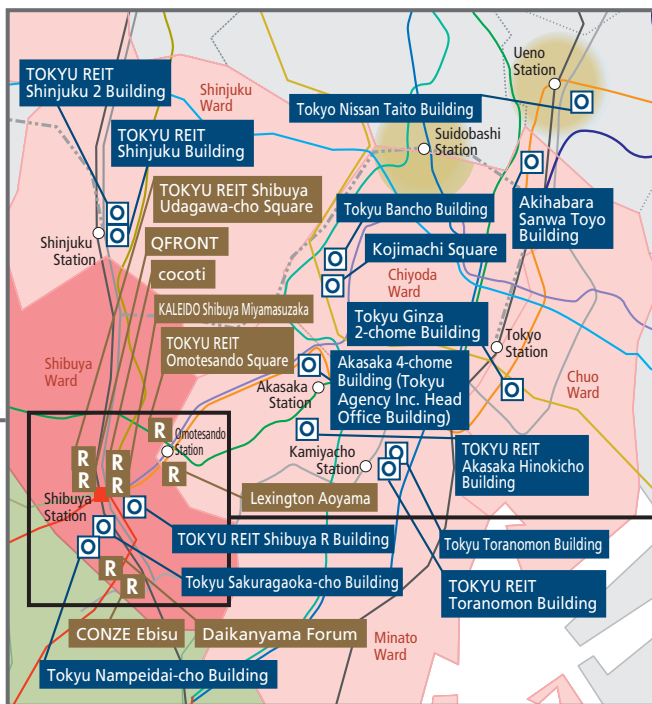 Ueno
Station
TOKYU REIT
Shinjuku 2 Building
Shinjuku
Ward
Tokyo Nissan Taito Building
O
TOKYU REIT
Shinjuku Building
Suidobashi
Station
O
TOKYU REIT Shibuya
Udagawa-cho Square
Akihabara
Sanwa Toyo
Building
O
O
Shinjuku
Station
Tokyu Bancho Building
QFRONT
O
Kojimachi Square
cocoti
O
Chiyoda
Ward
KALEIDO Shibuya Miyamasuzaka
Tokyu Ginza
2-chome Building
TOKYU REIT
Omotesando Square
Tokyo
Station
Shibuya
Ward
O
Akasaka 4-chome
Building (Tokyu
Agency Inc. Head
Office Building)
Akasaka
Station
O
Chuo
Ward
R
Omotesando
Station
O
TOKYU REIT
Akasaka Hinokicho
Building
Kamiyacho
Station
O
O
R
R
R
R
R
Lexington Aoyama
Shibuya
Station
O
TOKYU REIT Shibuya R Building
Tokyu Toranomon Building
O
Tokyu Sakuragaoka-cho Building
TOKYU REIT
Toranomon Building
O
R
R
CONZE Ebisu
Daikanyama Forum
Minato
Ward
Tokyu Nampeidai-cho Building